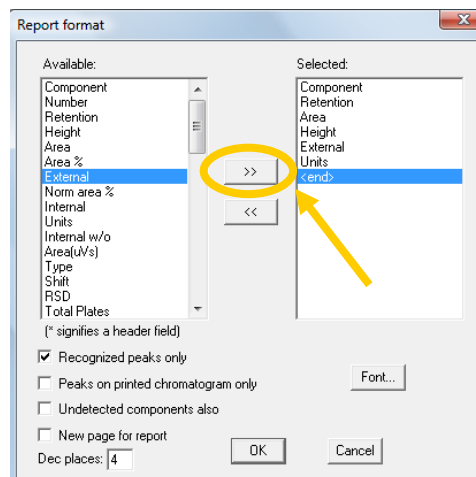 Report format
X
Available:
Component
Number
Retention
Height
Area
Area %
External
Norm area %
Internal
Units
Internal w/o
Area(uVs)
Type
Shift
RSD
Total Plates
>>
<<
Selected:
Component
Retention
Area
Height
External
Units
<end>
(* signifies a header field)
Recognized peaks only
Peaks on printed chromatogram only
Undetected components also
New page for report
Dec places: 4
Font...
OK
Cancel